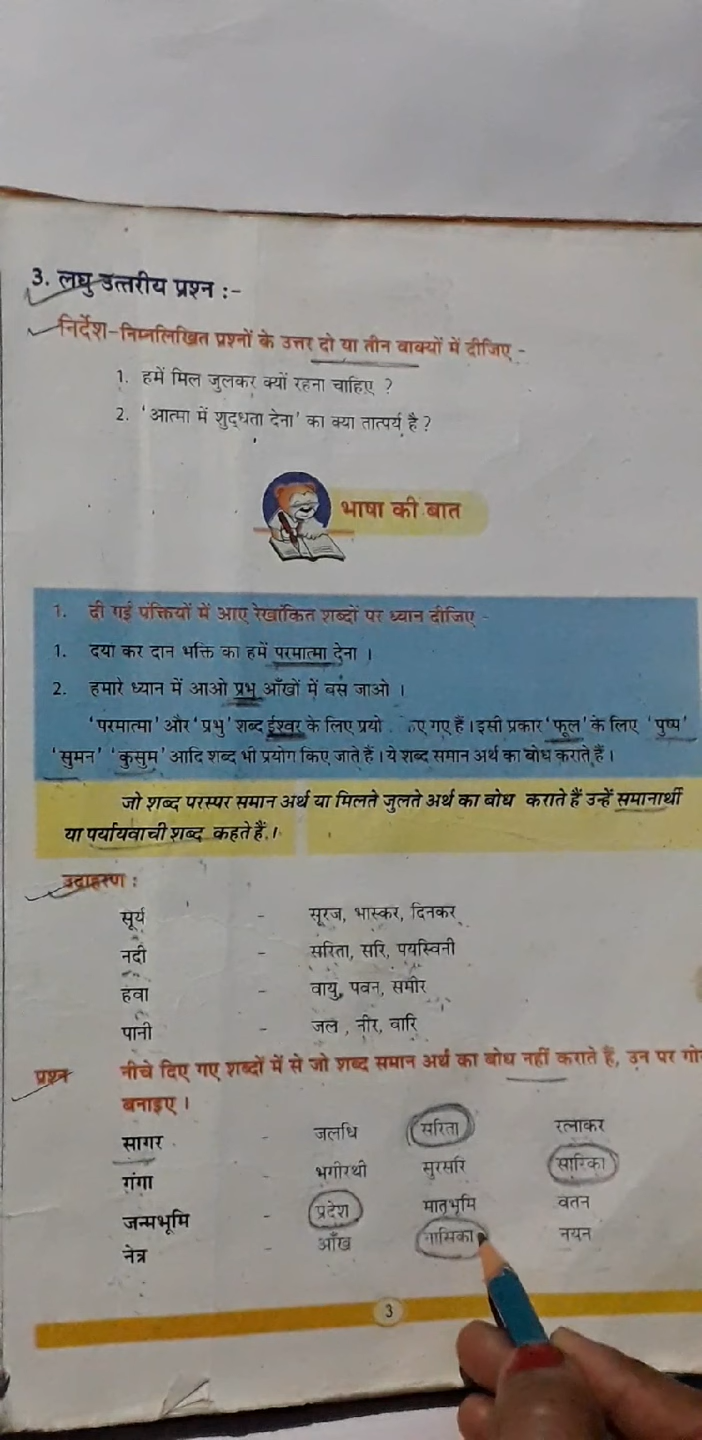 3. लघु उत्तरीय प्रश्न :-
निर्देश-निम्नलिखित प्रश्नों के उत्तर दो या तीन वाक्यों में दीजिए -
1. हमें मिल जुलकर क्यों रहना चाहिए ?
2. 'आत्मा में शुद्धता देना' का क्या तात्पर्य है ?
भाषा की बात
1. दी गई पंक्तियों में आए रेखांकित शब्दों पर ध्यान दीजिए -
1. दया कर दान भक्ति का हमें परमात्मा देना ।
2. हमारे ध्यान में आओ प्रभु आँखों में बस जाओ ।
'परमात्मा' और 'प्रभु' शब्द ईश्वर के लिए गए हैं । इसी प्रकार 'फूल' के लिए 'पुष्प'
'सुमन' 'कुसुम' आदि शब्द भी प्रयोग किए जाते हैं । ये शब्द समान अर्थ का बोध कराते हैं ।
जो शब्द परस्पर समान अर्थ या मिलते जुलते अर्थ का बोध कराते हैं उन्हें समानार्थी
या पर्यायवाची शब्द कहते हैं ।
उदाहरण :
सूर्य - सूरज, भास्कर, दिनकर
नदी - सरिता, सरि, पयस्विनी
हवा - वायु, पवन, समीर
पानी - जल , नीर, वारि
प्रश्न नीचे दिए गए शब्दों में से जो शब्द समान अर्थ का बोध नहीं कराते हैं, उन पर गो
बनाइए ।
सागर - जलधि सरिता रत्नाकर
गंगा - भगीरथी सुरसरि सारिका
जन्मभूमि - प्रदेश मातृभूमि वतन
नेत्र - आँख नासिका नयन
3